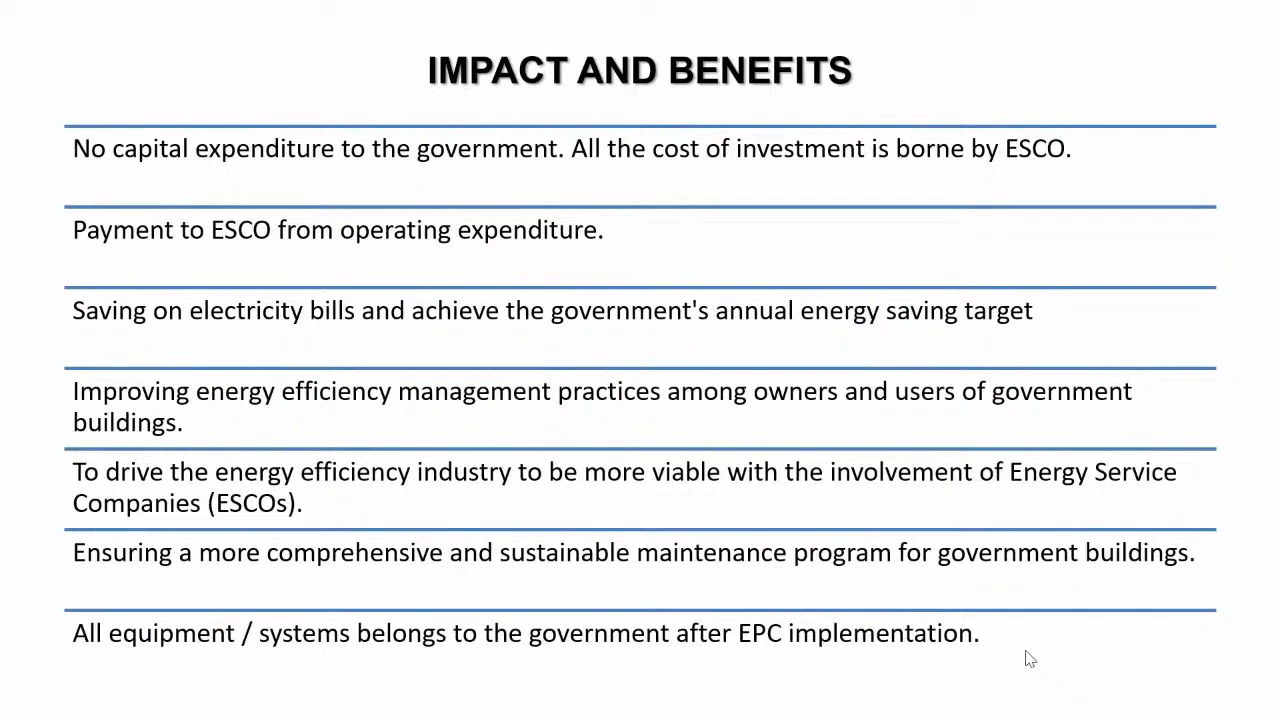 IMPACT AND BENEFITS
No capital expenditure to the government. All the cost of investment is borne by ESCO.
Payment to ESCO from operating expenditure.
Saving on electricity bills and achieve the government's annual energy saving target
Improving energy efficiency management practices among owners and users of government
buildings.
To drive the energy efficiency industry to be more viable with the involvement of Energy Service
Companies (ESCOs).
Ensuring a more comprehensive and sustainable maintenance program for government buildings.
All equipment / systems belongs to the government after EPC implementation.